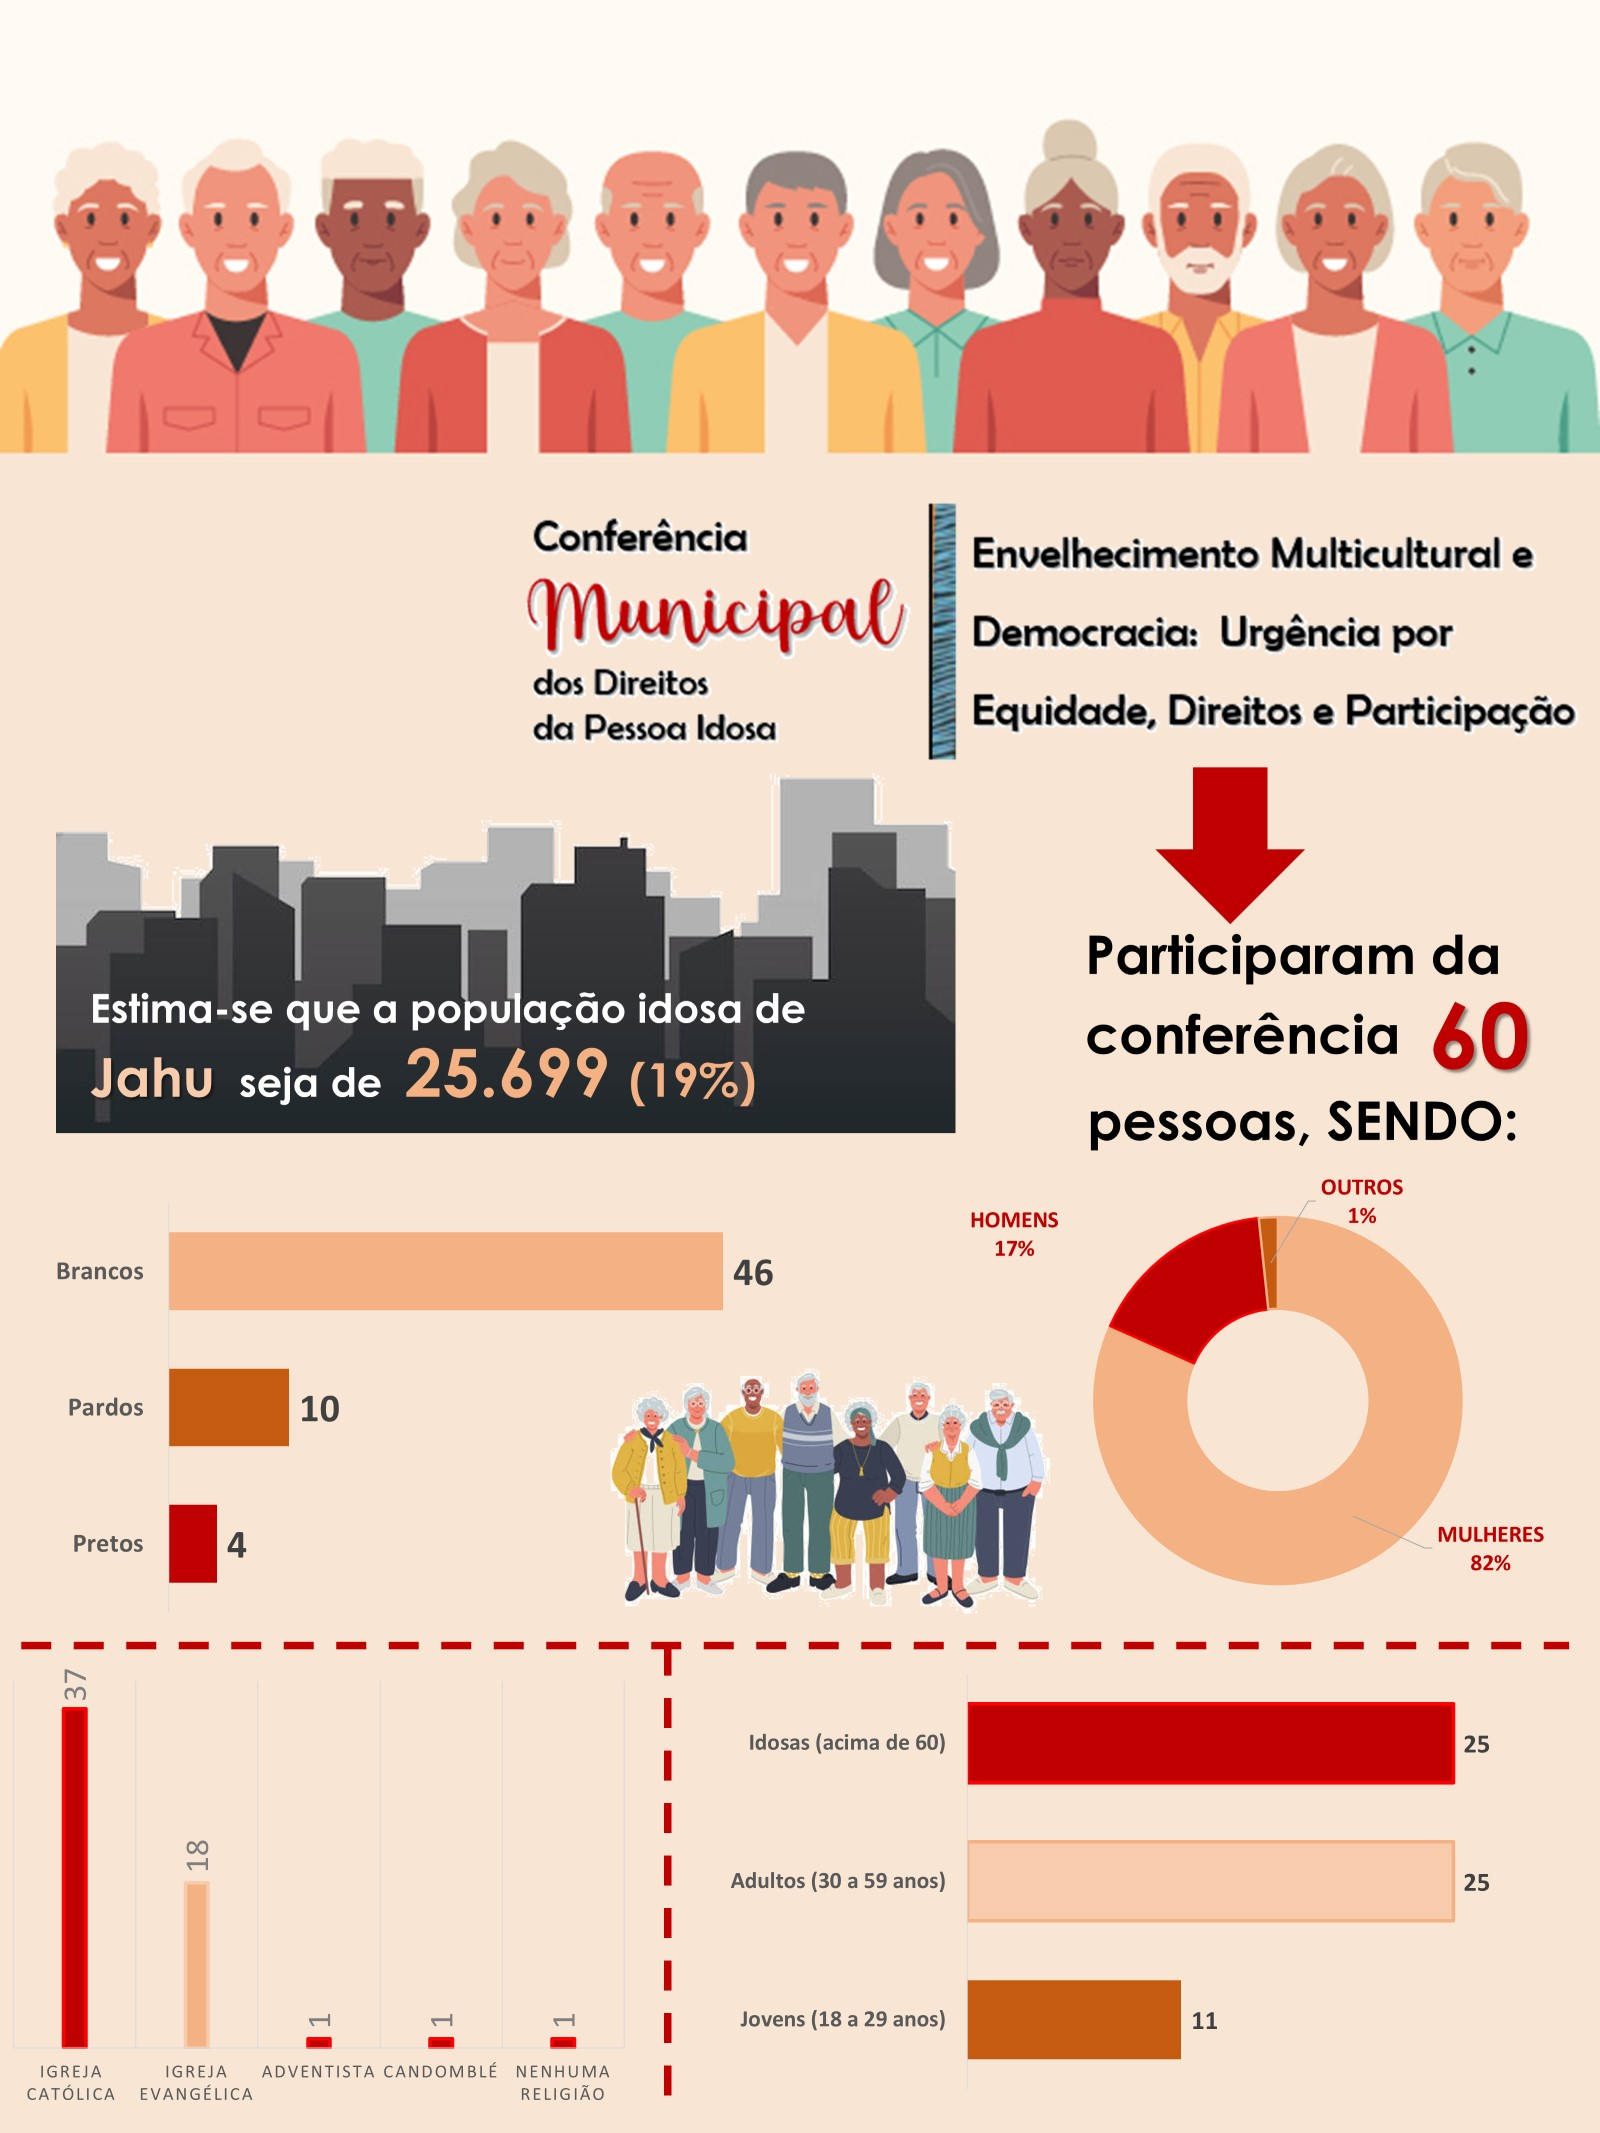 Conferência
Municipal
dos Direitos
da Pessoa Idosa
Envelhecimento Multicultural e
Democracia: Urgência por
Equidade, Direitos e Participação
Estima-se que a população idosa de
Jahu seja de 25.699 (19%)
Participaram da
conferência 60
pessoas, SENDO:
Brancos 46
Pardos 10
Pretos 4
OUTROS
1%
HOMENS
17%
MULHERES
82%
37
18
1
1
1
IGREJA
CATÓLICA
IGREJA
EVANGÉLICA
ADVENTISTA
CANDOMBLÉ
NENHUMA
RELIGIÃO
Idosas (acima de 60) 25
Adultos (30 a 59 anos) 25
Jovens (18 a 29 anos) 11